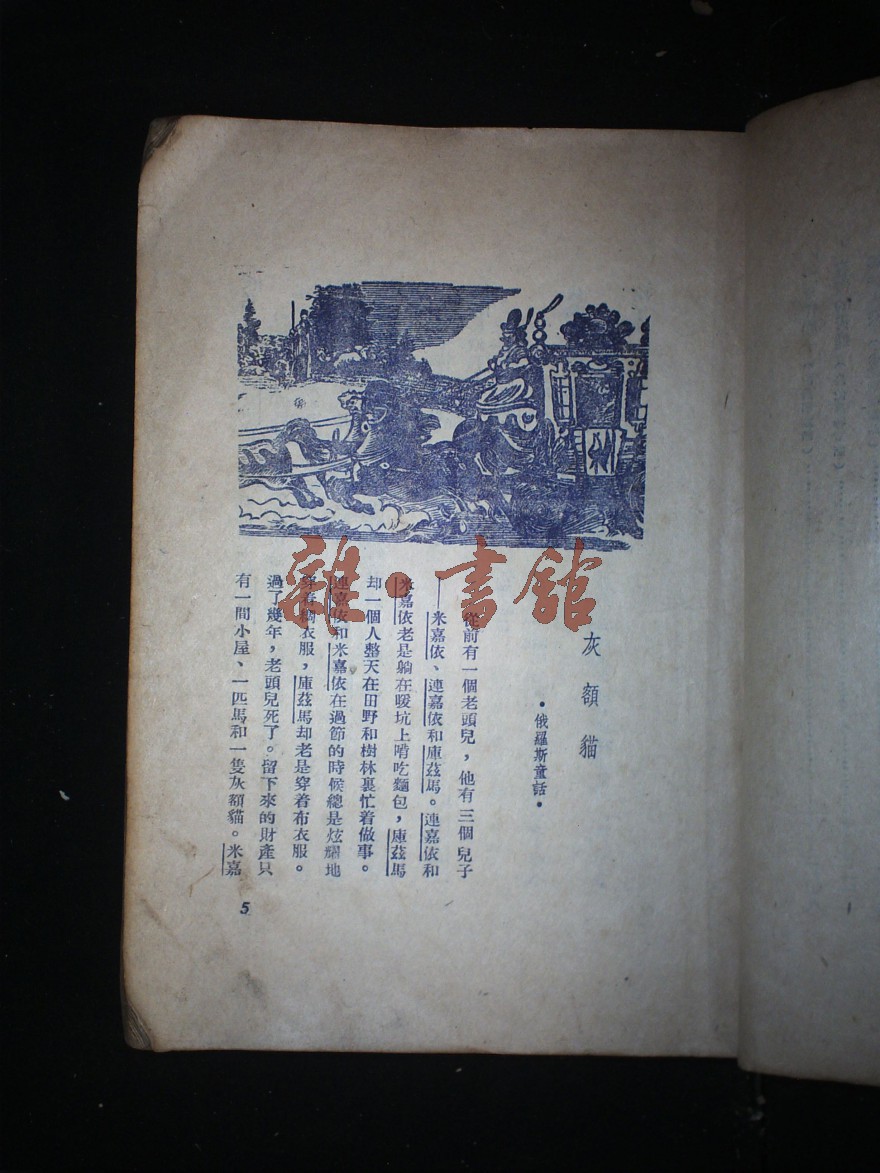 灰額貓
•俄羅斯童話•
從前有一個老頭兒，他有三個兒子
——米嘉依、連嘉依和庫茲馬。連嘉依和
米嘉依老是躺在暖坑上啃吃麵包，庫茲馬
却一個人整天在田野和樹林裏忙着做事。
連嘉依和米嘉依在過節的時候總是炫耀地
穿着綢衣服，庫茲馬却老是穿着布衣服。
過了幾年，老頭兒死了。留下來的財產只
有一間小屋、一匹馬和一隻灰額貓。米嘉
5
雜·書館